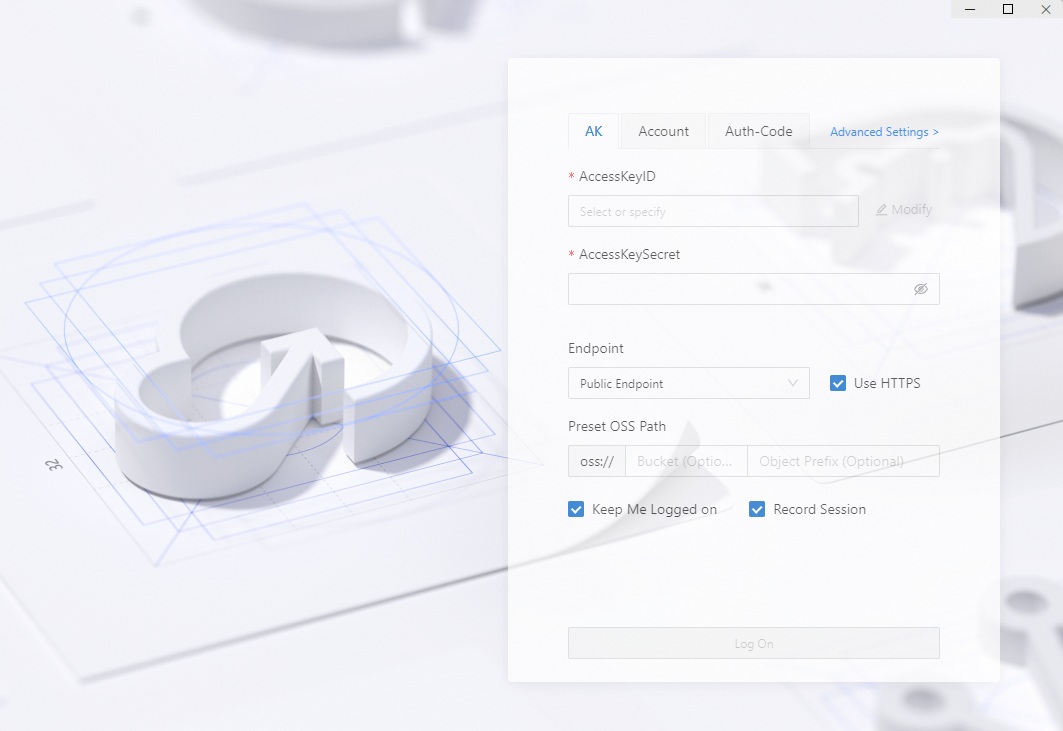 AK Account Auth-Code Advanced Settings >
* AccessKeyID
Select or specify Modify
* AccessKeySecret
Endpoint
Public Endpoint Use HTTPS
Preset OSS Path
oss:// Bucket (Optio... Object Prefix (Optional)
Keep Me Logged on Record Session
Log On
32